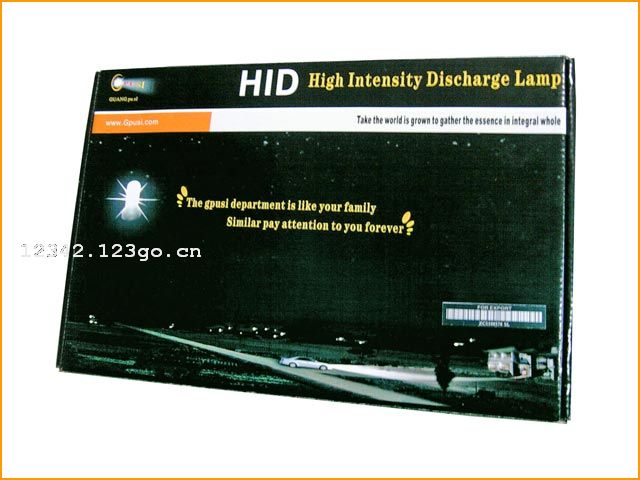 GPUSI
GUANGpusi
HID High Intensity Discharge Lamp
www.Gpusi.com
Take the world is grown to gather the essence in integral whole
The gpusi department is like your family
Similar pay attention to you forever
12342.123go.cn
FOR EXPORT